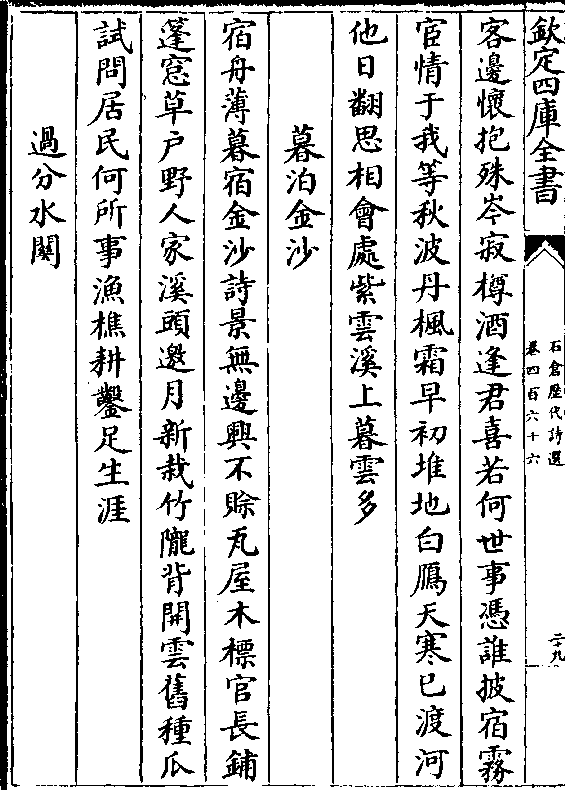 欽定四庫全書
石倉歷代詩選
卷四百六十六
二十九
客邊懷抱殊岑寂樽酒逢君喜若何世事憑誰披宿霧
宦情于我等秋波丹楓霜早初堆地白鴈天寒已渡河
他日翻思相會處紫雲溪上暮雲多
暮泊金沙
宿舟薄暮宿金沙詩景無邊興不賖瓦屋木標官長鋪
蓬窻草戶野人家溪頭邀月新栽竹隴背開雲舊種瓜
試問居民何所事漁樵耕鑿足生涯
過分水關